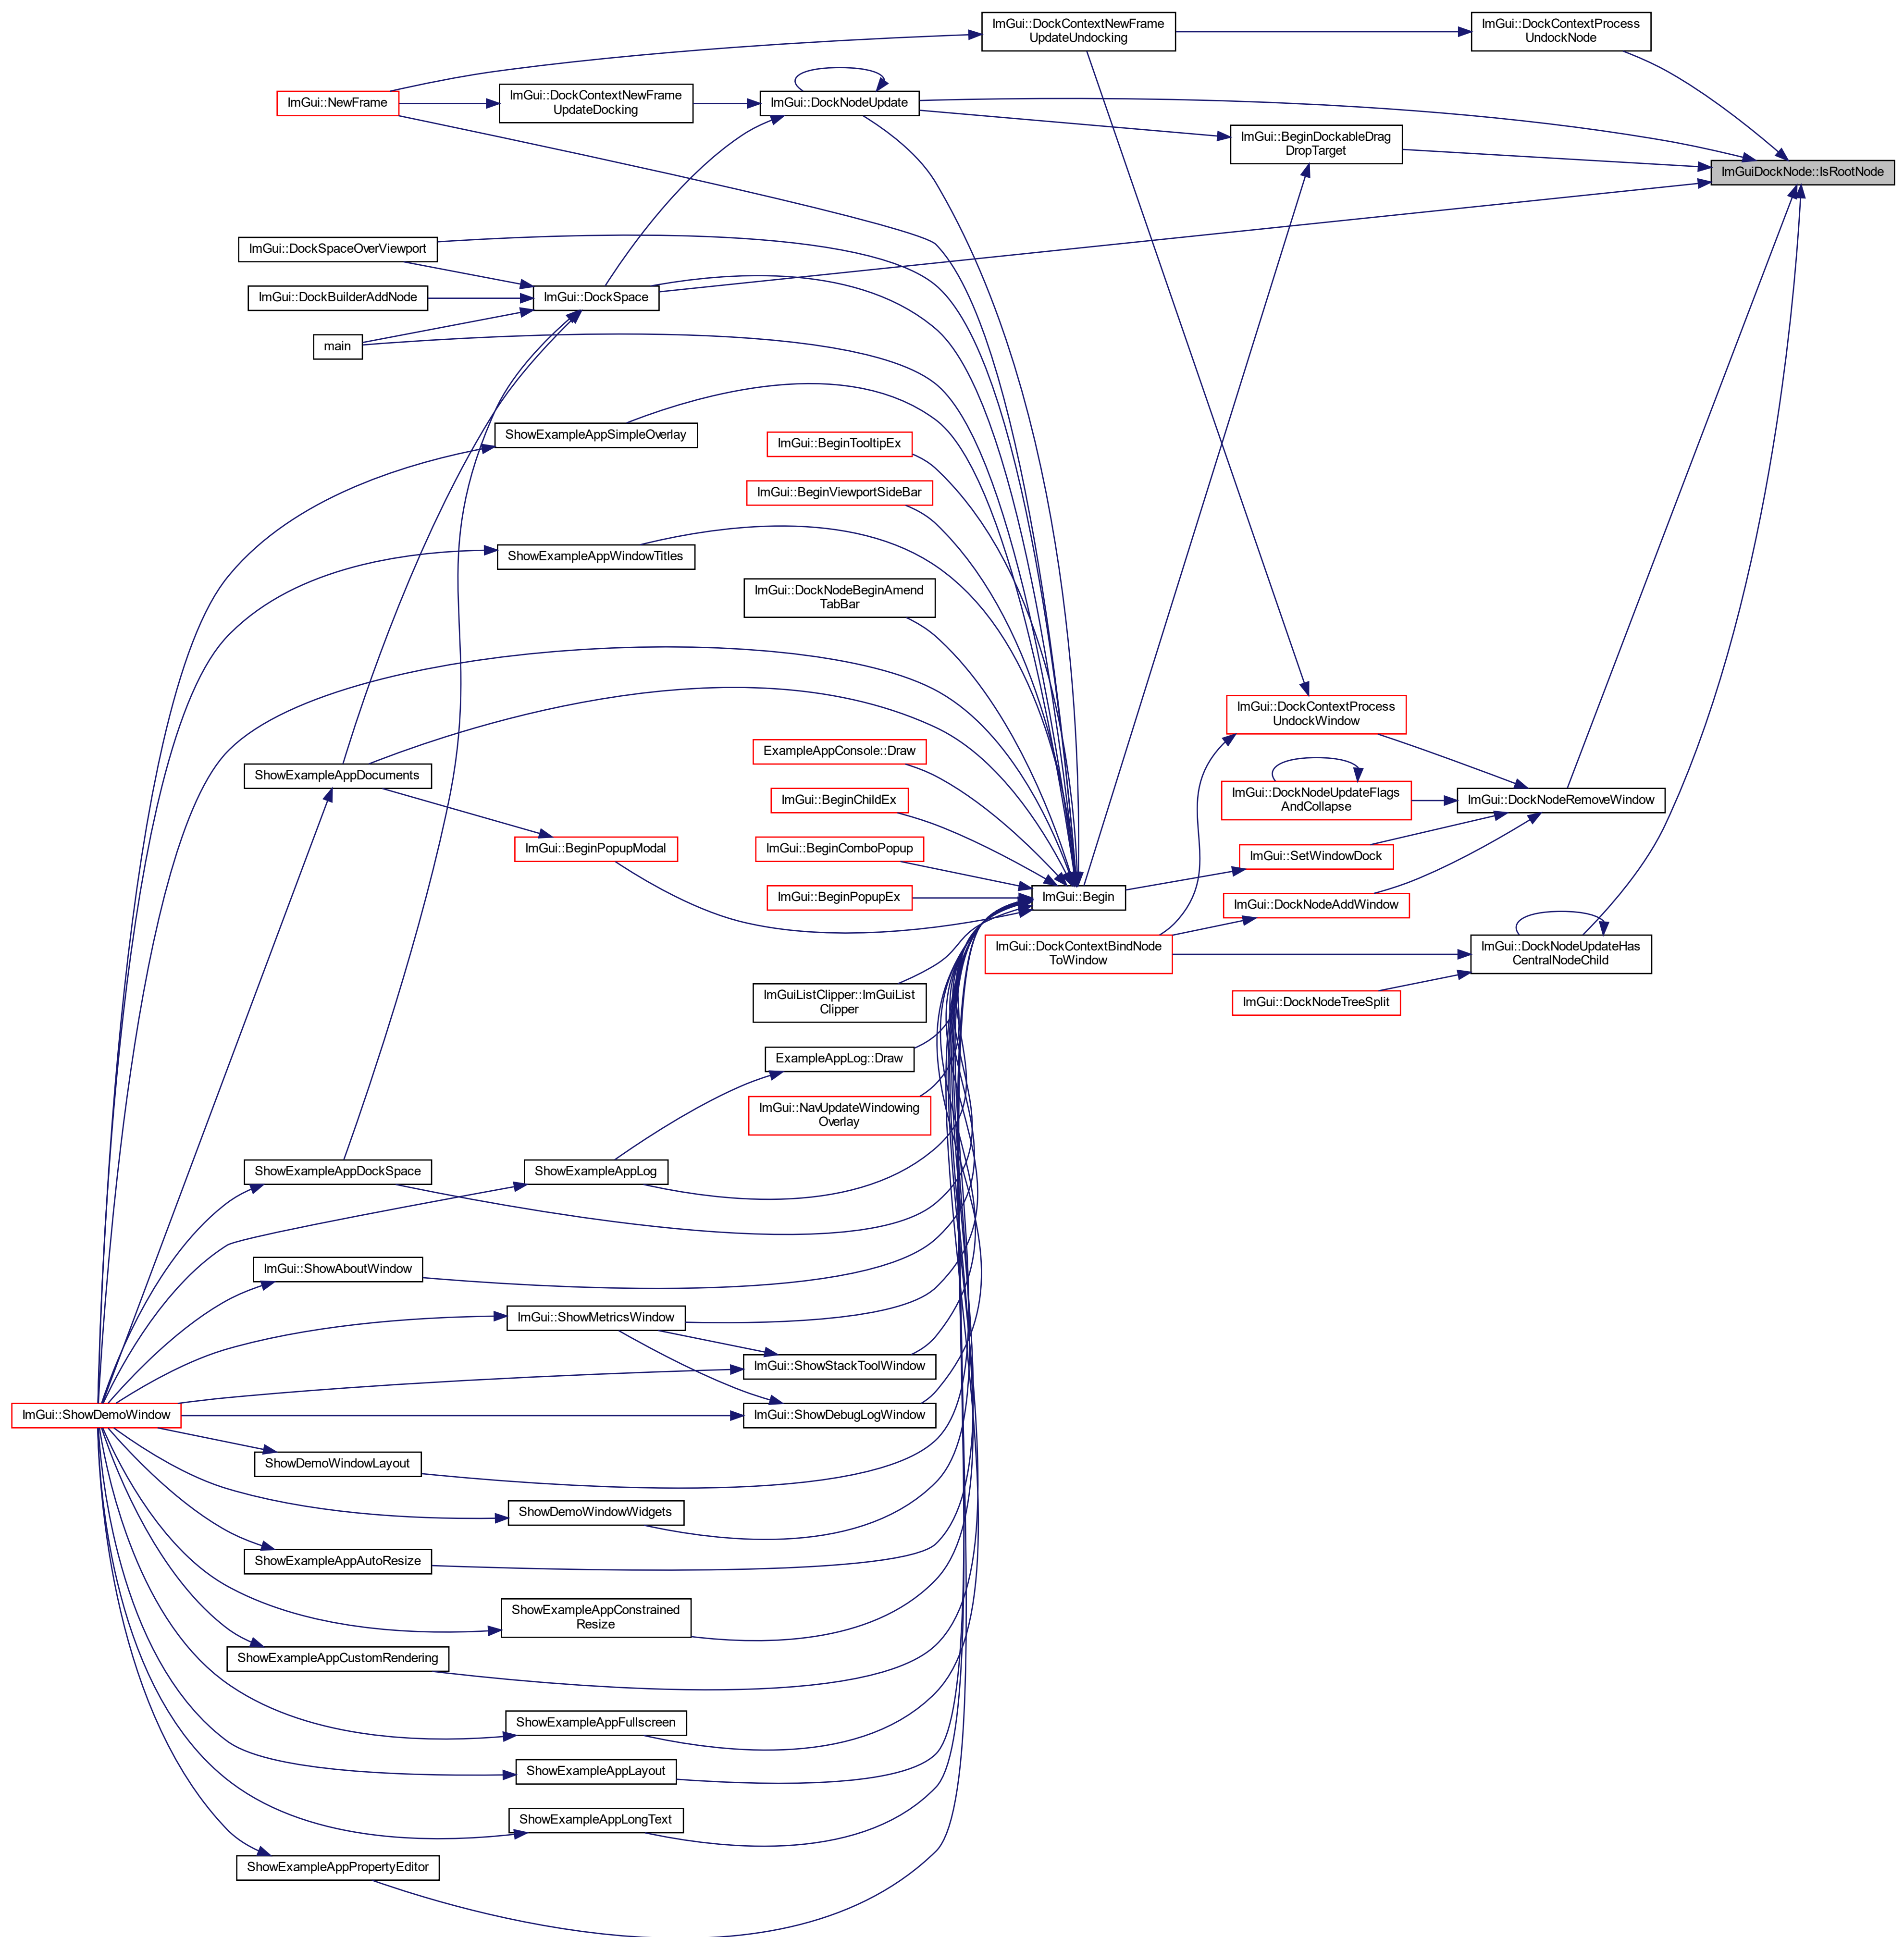 ImGui::DockContextNewFrame
UpdateUndocking
ImGui::DockContextProcess
UndockNode
ImGui::NewFrame
ImGui::DockContextNewFrame
UpdateDocking
ImGui::DockNodeUpdate
ImGui::BeginDockableDrag
DropTarget
ImGuiDockNode::IsRootNode
ImGui::DockSpaceOverViewport
ImGui::DockBuilderAddNode
ImGui::DockSpace
main
ShowExampleAppSimpleOverlay
ImGui::BeginTooltipEx
ImGui::BeginViewportSideBar
ShowExampleAppWindowTitles
ImGui::DockNodeBeginAmend
TabBar
ImGui::DockContextProcess
UndockWindow
ExampleAppConsole::Draw
ShowExampleAppDocuments
ImGui::BeginChildEx
ImGui::DockNodeUpdateFlags
AndCollapse
ImGui::DockNodeRemoveWindow
ImGui::BeginPopupModal
ImGui::BeginComboPopup
ImGui::SetWindowDock
ImGui::BeginPopupEx
ImGui::Begin
ImGui::DockNodeAddWindow
ImGui::DockContextBindNode
ToWindow
ImGui::DockNodeUpdateHas
CentralNodeChild
ImGuiListClipper::ImGuiList
Clipper
ImGui::DockNodeTreeSplit
ExampleAppLog::Draw
ImGui::NavUpdateWindowing
Overlay
ShowExampleAppDockSpace
ShowExampleAppLog
ImGui::ShowAboutWindow
ImGui::ShowMetricsWindow
ImGui::ShowStackToolWindow
ImGui::ShowDemoWindow
ImGui::ShowDebugLogWindow
ShowDemoWindowLayout
ShowDemoWindowWidgets
ShowExampleAppAutoResize
ShowExampleAppConstrained
Resize
ShowExampleAppCustomRendering
ShowExampleAppFullscreen
ShowExampleAppLayout
ShowExampleAppLongText
ShowExampleAppPropertyEditor